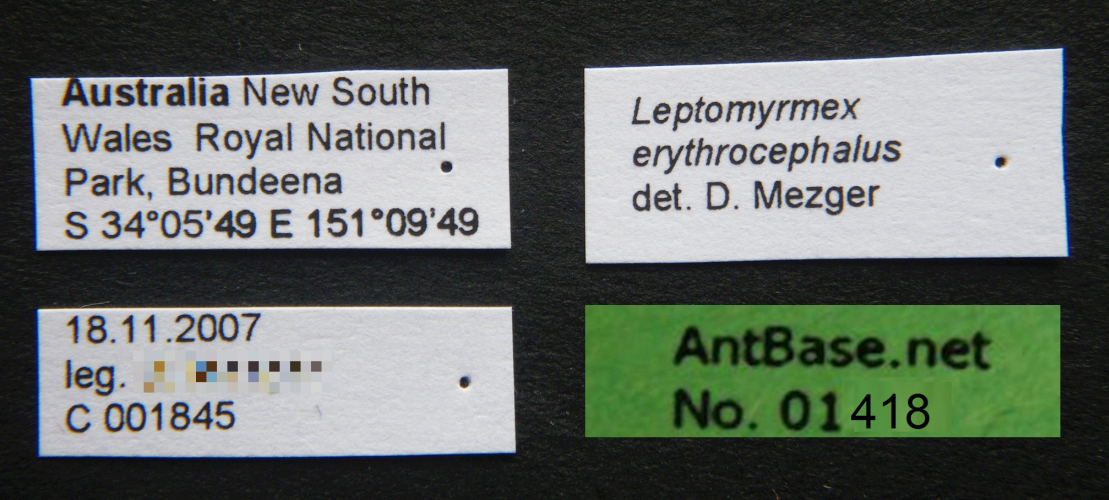 Australia New South
Wales Royal National
Park, Bundeena
S 34°05'49 E 151°09'49
Leptomyrmex
erythrocephalus
det. D. Mezger
18.11.2007
leg.
C 001845
AntBase.net
No. 01418